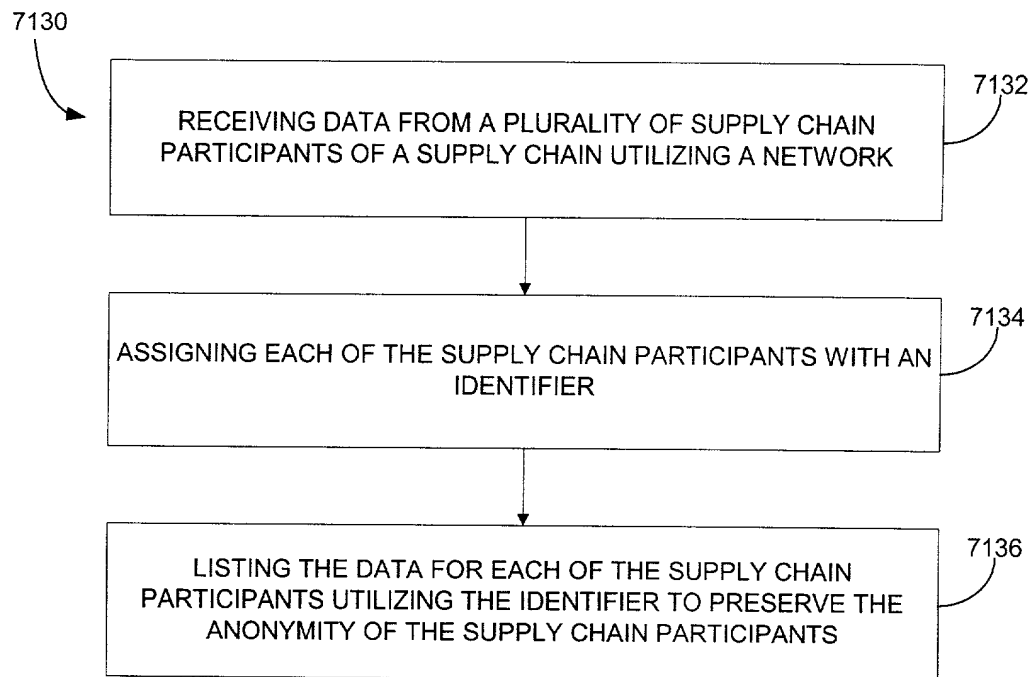 7130
7132
RECEIVING DATA FROM A PLURALITY OF SUPPLY CHAIN
PARTICIPANTS OF A SUPPLY CHAIN UTILIZING A NETWORK
7134
ASSIGNING EACH OF THE SUPPLY CHAIN PARTICIPANTS WITH AN
IDENTIFIER
7136
LISTING THE DATA FOR EACH OF THE SUPPLY CHAIN
PARTICIPANTS UTILIZING THE IDENTIFIER TO PRESERVE THE
ANONYMITY OF THE SUPPLY CHAIN PARTICIPANTS